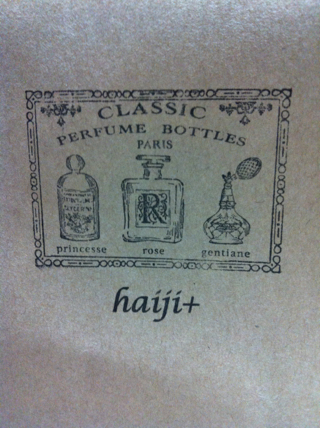 CLASSIC
PERFUME BOTTLES
PARIS
R
princesse rose gentiane
haiji+